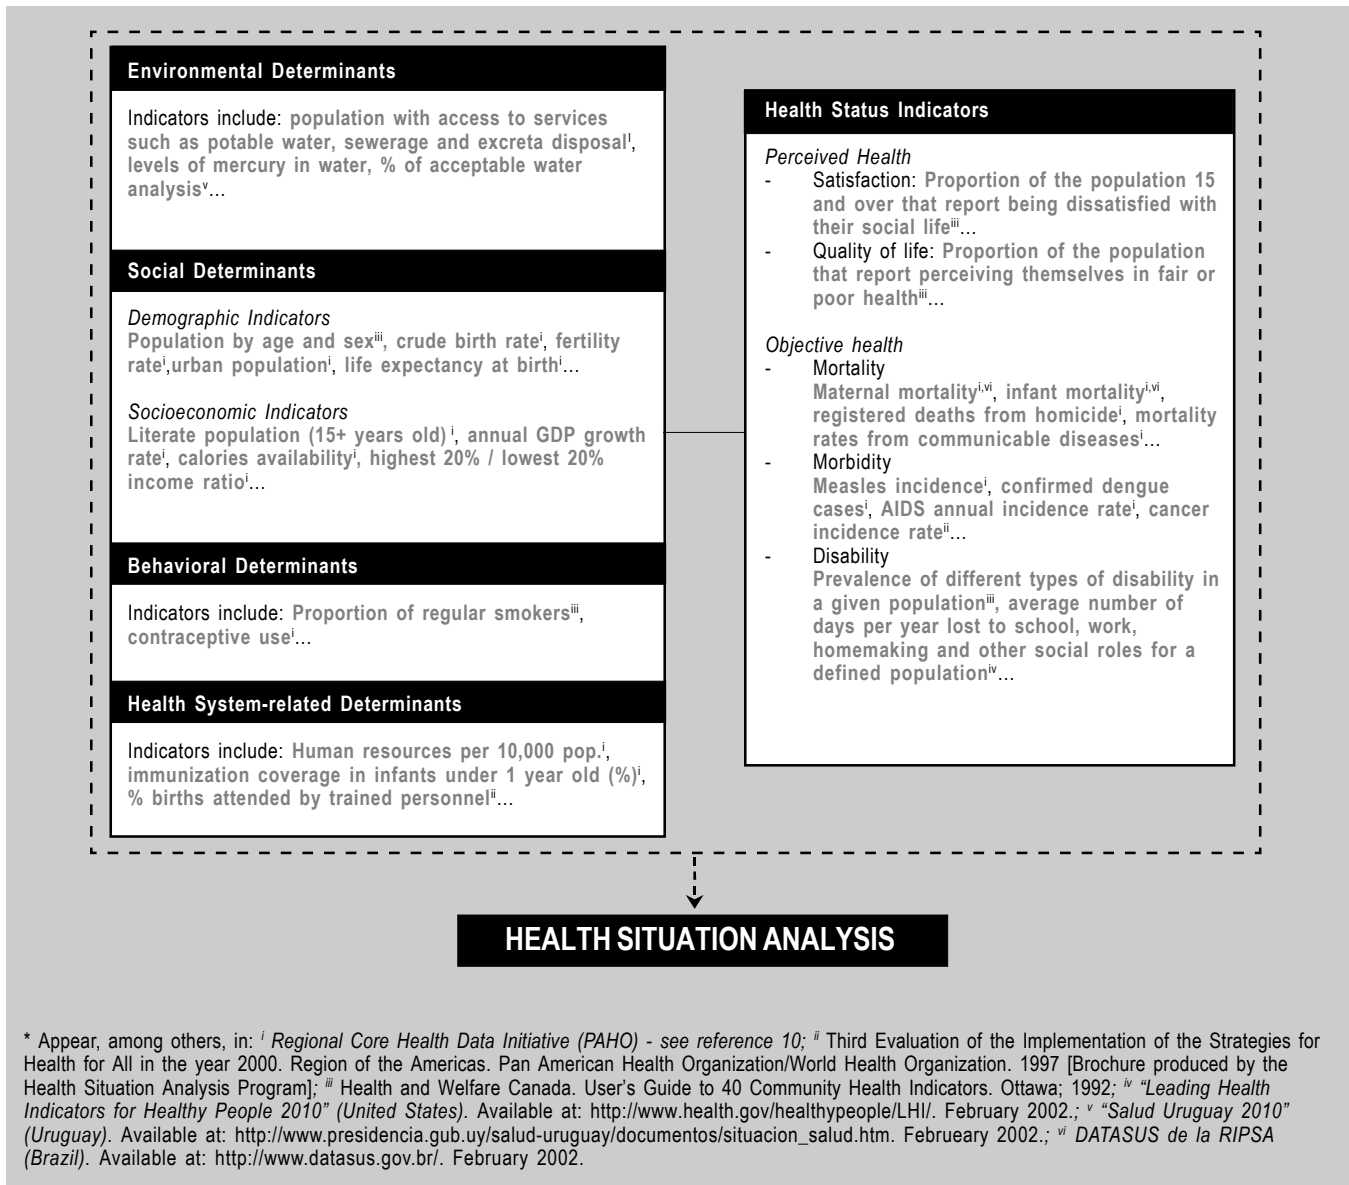 Environmental Determinants
Indicators include: population with access to services
such as potable water, sewerage and excreta disposalⁱ,
levels of mercury in water, % of acceptable water
analysisᵛ...
Social Determinants
Demographic Indicators
Population by age and sexⁱⁱⁱ, crude birth rateⁱ, fertility
rateⁱ,urban populationⁱ, life expectancy at birthⁱ...
Socioeconomic Indicators
Literate population (15+ years old) ⁱ, annual GDP growth
rateⁱ, calories availabilityⁱ, highest 20% / lowest 20%
income ratioⁱ...
Behavioral Determinants
Indicators include: Proportion of regular smokersⁱⁱⁱ,
contraceptive useⁱ...
Health System-related Determinants
Indicators include: Human resources per 10,000 pop.ⁱ,
immunization coverage in infants under 1 year old (%)ⁱ,
% births attended by trained personnelⁱⁱ...
Health Status Indicators
Perceived Health
- Satisfaction: Proportion of the population 15
and over that report being dissatisfied with
their social lifeⁱⁱⁱ...
- Quality of life: Proportion of the population
that report perceiving themselves in fair or
poor healthⁱⁱⁱ...
Objective health
- Mortality
Maternal mortalityⁱ,ᵛⁱ, infant mortalityⁱ,ᵛⁱ,
registered deaths from homicideⁱ, mortality
rates from communicable diseasesⁱ...
- Morbidity
Measles incidenceⁱ, confirmed dengue
casesⁱ, AIDS annual incidence rateⁱ, cancer
incidence rateⁱⁱ...
- Disability
Prevalence of different types of disability in
a given populationⁱⁱⁱ, average number of
days per year lost to school, work,
homemaking and other social roles for a
defined populationⁱᵛ...
HEALTH SITUATION ANALYSIS
* Appear, among others, in: ⁱ Regional Core Health Data Initiative (PAHO) - see reference 10; ⁱⁱ Third Evaluation of the Implementation of the Strategies for
Health for All in the year 2000. Region of the Americas. Pan American Health Organization/World Health Organization. 1997 [Brochure produced by the
Health Situation Analysis Program]; ⁱⁱⁱ Health and Welfare Canada. User's Guide to 40 Community Health Indicators. Ottawa; 1992; ⁱᵛ “Leading Health
Indicators for Healthy People 2010” (United States). Available at: http://www.health.gov/healthypeople/LHI/. February 2002.; ᵛ “Salud Uruguay 2010”
(Uruguay). Available at: http://www.presidencia.gub.uy/salud-uruguay/documentos/situacion_salud.htm. Februeary 2002.; ᵛⁱ DATASUS de la RIPSA
(Brazil). Available at: http://www.datasus.gov.br/. February 2002.